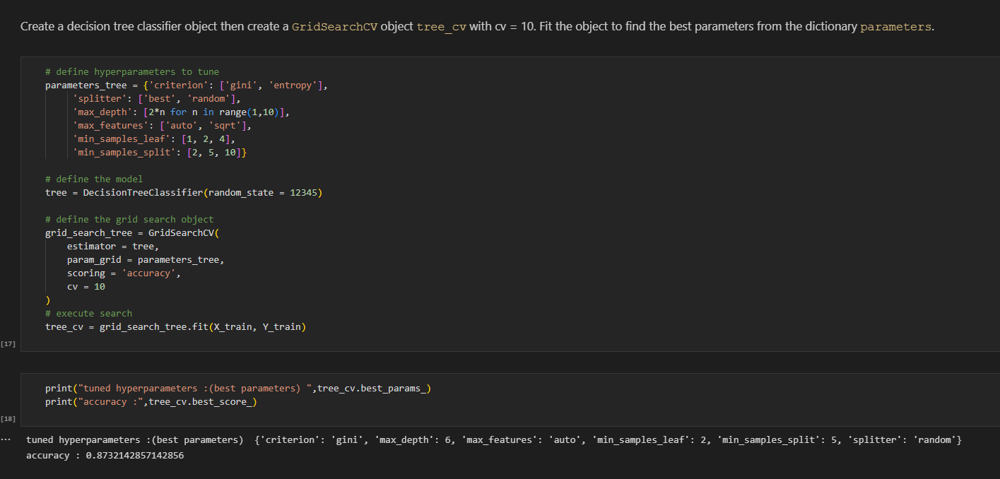 Create a decision tree classifier object then create a GridSearchCV object tree_cv with cv = 10. Fit the object to find the best parameters from the dictionary parameters.
# define hyperparameters to tune
parameters_tree = {'criterion': ['gini', 'entropy'],
'splitter': ['best', 'random'],
'max_depth': [2*n for n in range(1,10)],
'max_features': ['auto', 'sqrt'],
'min_samples_leaf': [1, 2, 4],
'min_samples_split': [2, 5, 10]}
# define the model
tree = DecisionTreeClassifier(random_state = 12345)
# define the grid search object
grid_search_tree = GridSearchCV(
estimator = tree,
param_grid = parameters_tree,
scoring = 'accuracy',
cv = 10
)
# execute search
tree_cv = grid_search_tree.fit(X_train, Y_train)
[17]
print("tuned hyperparameters :(best parameters) ",tree_cv.best_params_)
print("accuracy :",tree_cv.best_score_)
[18]
... tuned hyperparameters :(best parameters)  {'criterion': 'gini', 'max_depth': 6, 'max_features': 'auto', 'min_samples_leaf': 2, 'min_samples_split': 5, 'splitter': 'random'}
accuracy : 0.8732142857142856